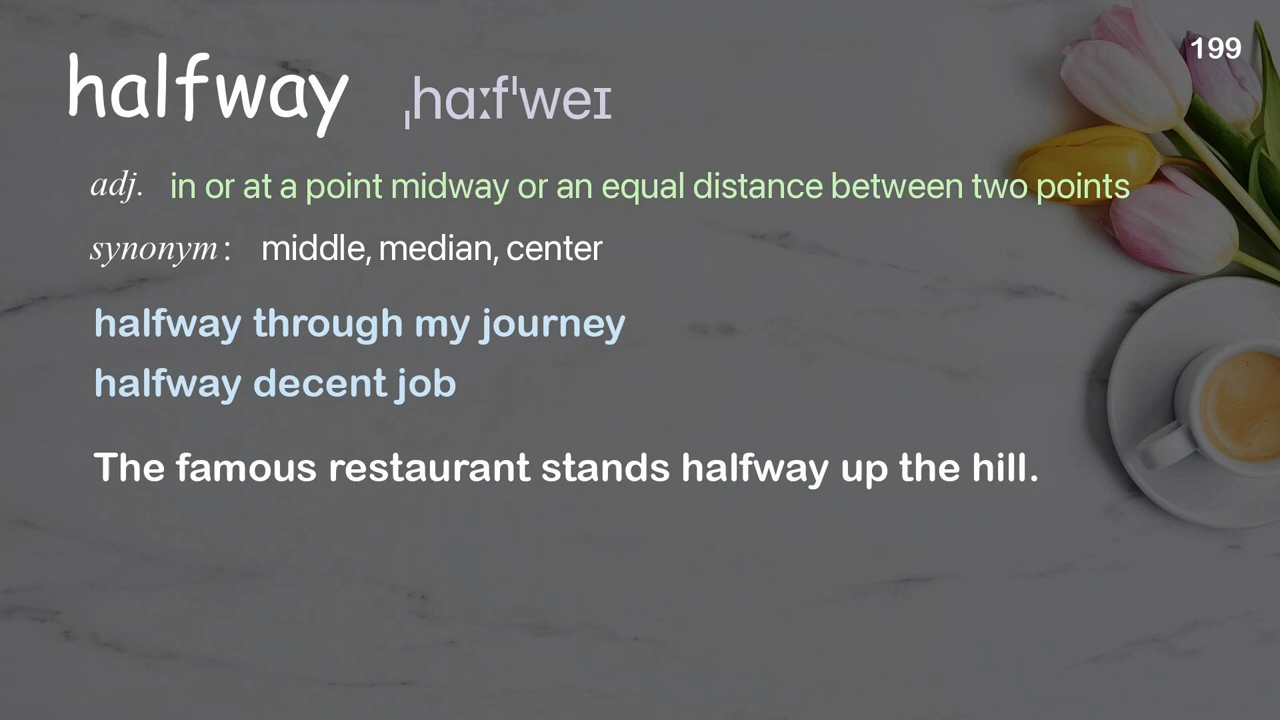 199
halfway ˌhɑːfˈweɪ
adj. in or at a point midway or an equal distance between two points
synonym: middle, median, center
halfway through my journey
halfway decent job
The famous restaurant stands halfway up the hill.